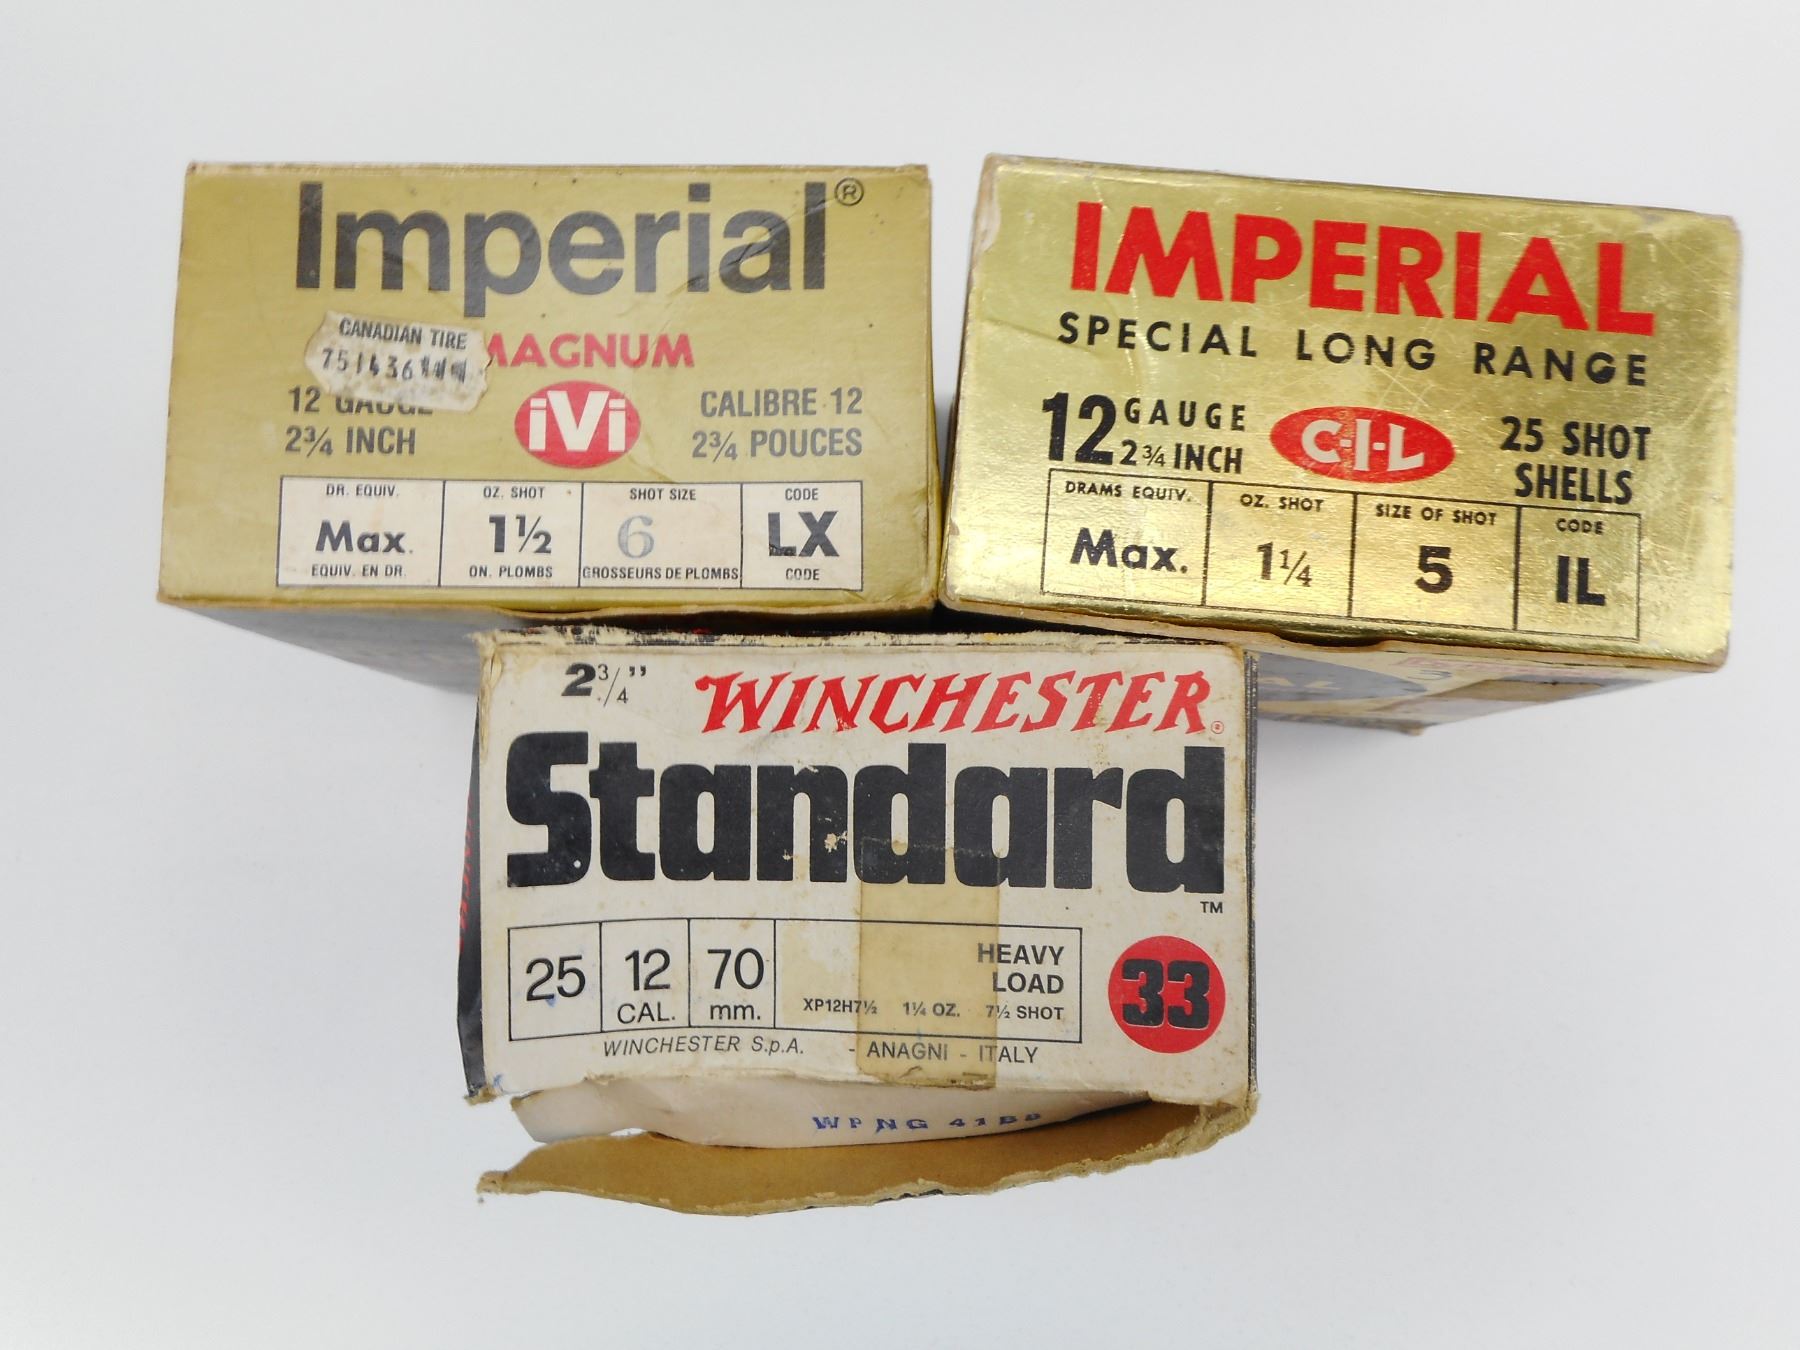 Imperial®
CANADIAN TIRE
MAGNUM
12 GAUGE
2¾ INCH
iVi
CALIBRE 12
2¾ POUCES
DR. EQUIV.
Max.
EQUIV. EN DR.
OZ. SHOT
1½
ON. PLOMBS
SHOT SIZE
6
GROSSEURS DE PLOMBS
CODE
LX
CODE
IMPERIAL
SPECIAL LONG RANGE
12 GAUGE
2¾ INCH
C-I-L
25 SHOT
SHELLS
DRAMS EQUIV.
Max.
OZ. SHOT
1¼
SIZE OF SHOT
5
CODE
IL
2¾" WINCHESTER®
Standard™
25
12
CAL.
70
mm.
HEAVY
LOAD
XP12H7½ 1¼ OZ. 7½ SHOT
33
WINCHESTER S.p.A. - ANAGNI - ITALY